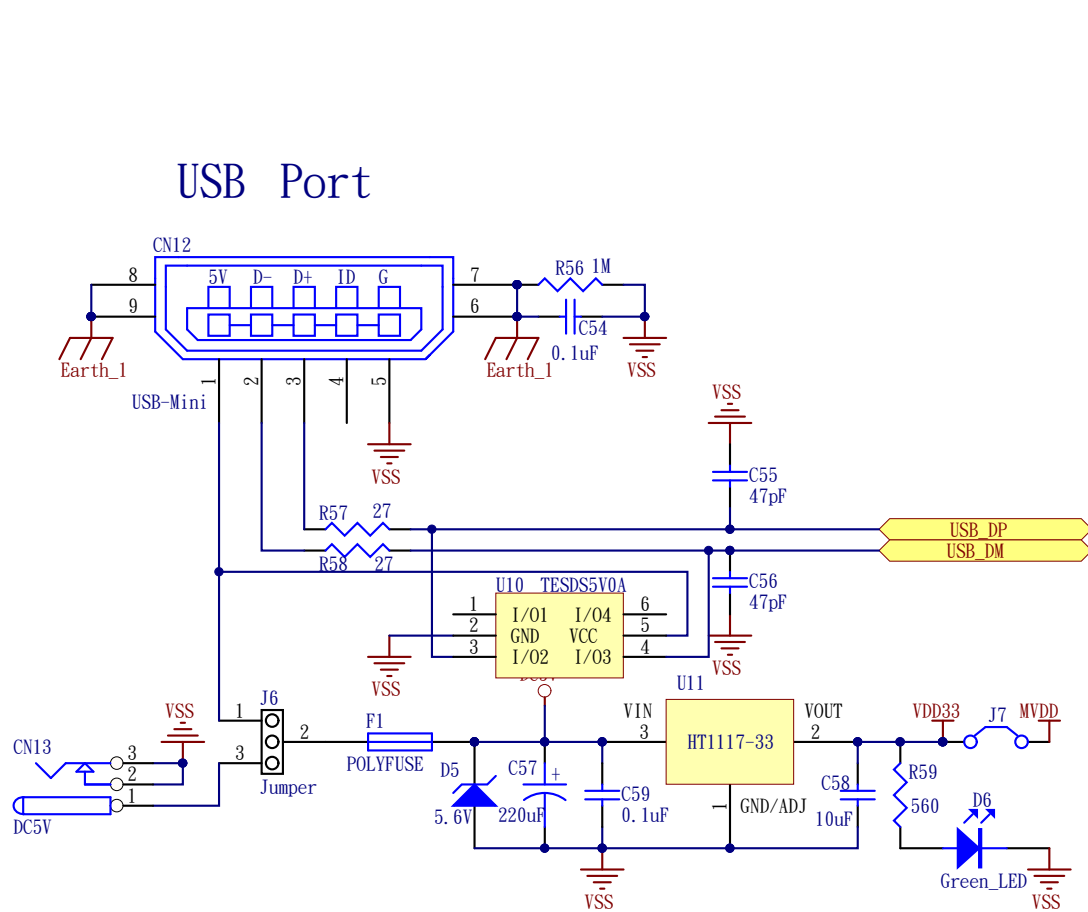 USB Port
CN12
5V D- D+ ID G
8
9
7
6
R56 1M
C54
0.1uF
Earth_1
Earth_1
VSS
1
2
3
4
5
USB-Mini
VSS
VSS
C55
47pF
R57 27
R58 27
USB_DP
USB_DM
C56
47pF
VSS
U10 TESDS5V0A
1 I/O1 I/O4 6
2 GND VCC 5
3 I/O2 I/O3 4
VSS
U11
J6
1
2
3
Jumper
VSS
CN13
3
2
1
DC5V
F1
POLYFUSE
D5
5.6V
C57
+
220uF
C59
0.1uF
VIN
3
HT1117-33
VOUT
2
1
GND/ADJ
C58
10uF
VDD33
J7
MVDD
R59
560
D6
Green_LED
VSS
VSS